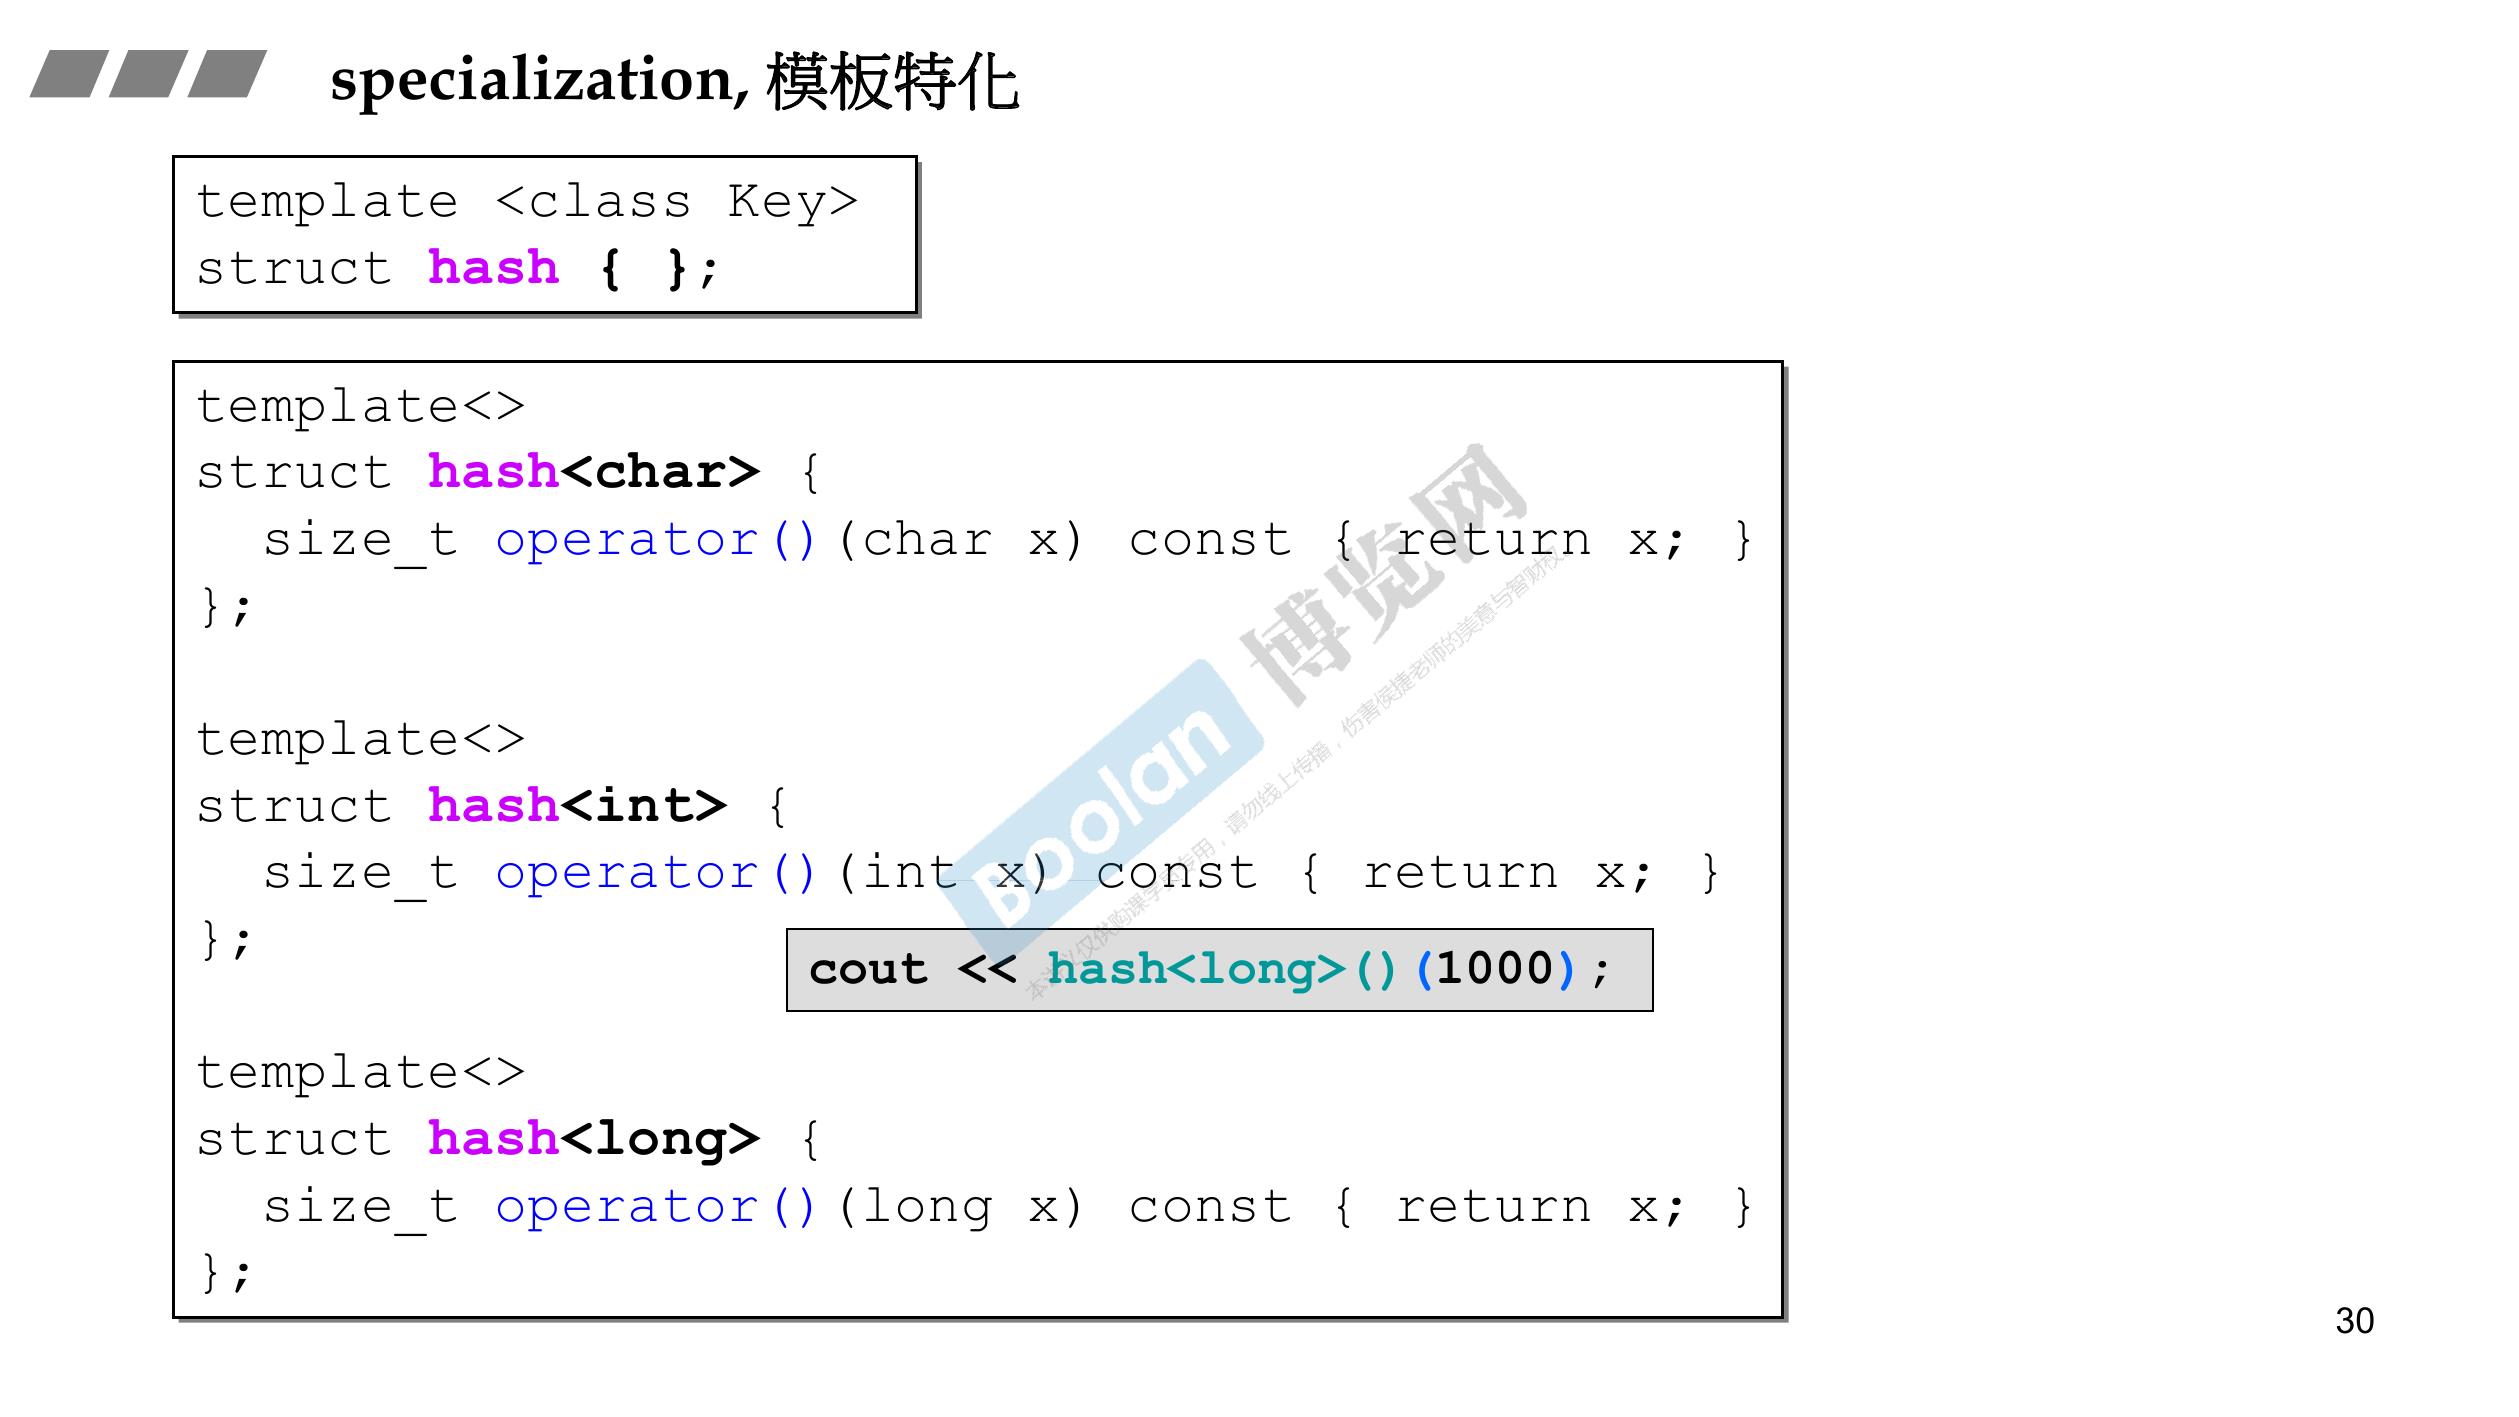 specialization, 模板特化
template <class Key>
struct hash { };
template<>
struct hash<char> {
  size_t operator()(char x) const { return x; }
};
template<>
struct hash<int> {
  size_t operator()(int x) const { return x; }
};
cout << hash<long>()(1000);
template<>
struct hash<long> {
  size_t operator()(long x) const { return x; }
};
Boolan 博览网
本讲义仅供购课学员专用，请勿线上传播，伤害侯捷老师的美意与智财权
30